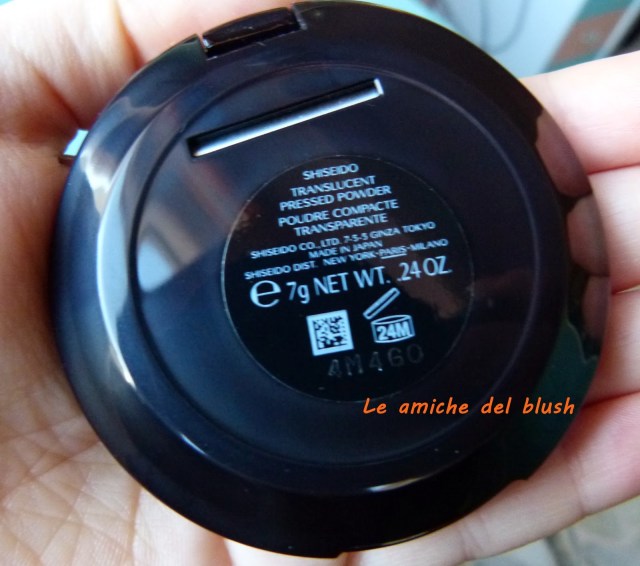 SHISEIDO
TRANSLUCENT
PRESSED POWDER
POUDRE COMPACTE
TRANSPARENTE
SHISEIDO CO., LTD. 7-5-5 GINZA TOKYO
MADE IN JAPAN
SHISEIDO DIST. NEW YORK-PARIS-MILANO
e 7g NET WT. .24 OZ.
24M
4M460
Le amiche del blush